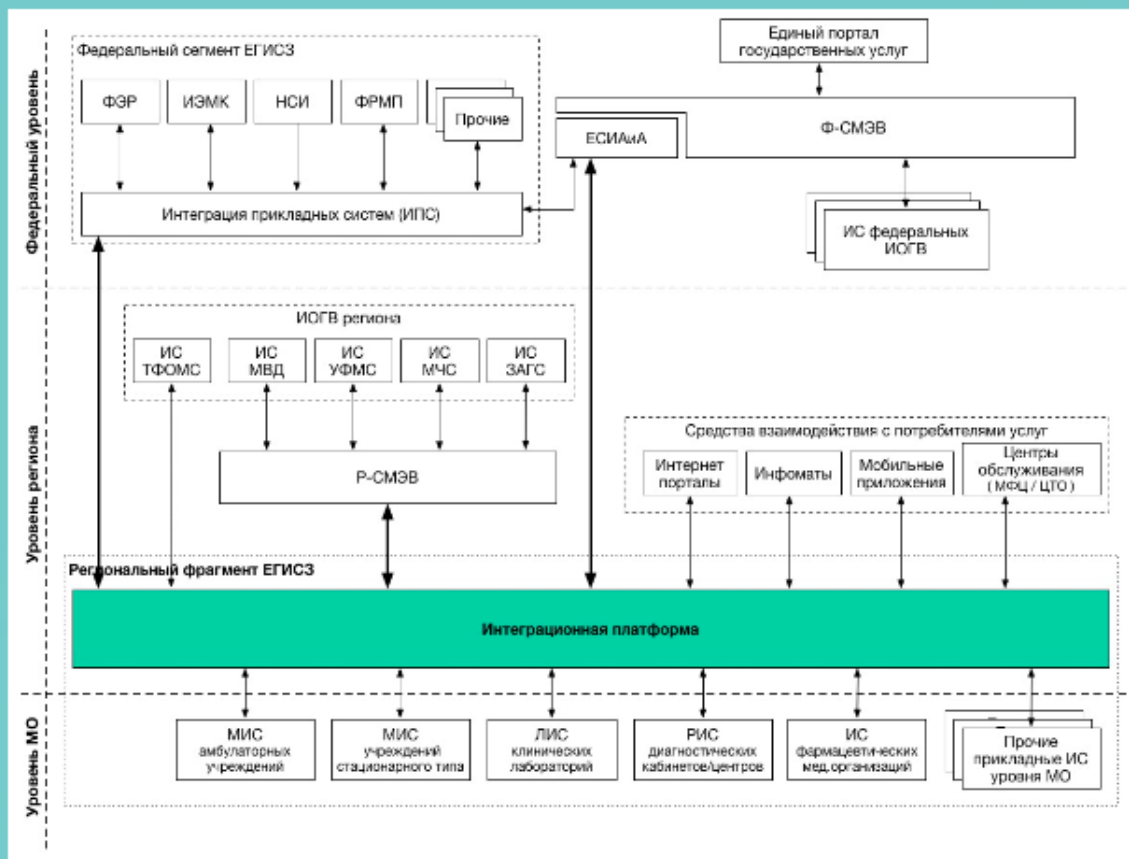 Федеральный уровень
Федеральный сегмент ЕГИСЗ
ФЭР
ИЭМК
НСИ
ФРМП
Прочие
Интеграция прикладных систем (ИПС)
Единый портал
государственных услуг
ЕСИАиА
Ф-СМЭВ
ИС федеральных
ИОГВ
Уровень региона
ИОГВ региона
ИС
ТФОМС
ИС
МВД
ИС
УФМС
ИС
МЧС
ИС
ЗАГС
Р-СМЭВ
Средства взаимодействия с потребителями услуг
Интернет
порталы
Инфоматы
Мобильные
приложения
Центры
обслуживания
( МФЦ / ЦТО )
Региональный фрагмент ЕГИСЗ
Интеграционная платформа
Уровень МО
МИС
амбулаторных
учреждений
МИС
учреждений
стационарного типа
ЛИС
клинических
лабораторий
РИС
диагностических
кабинетов/центров
ИС
фармацевтических
мед.организаций
Прочие
прикладные ИС
уровня МО